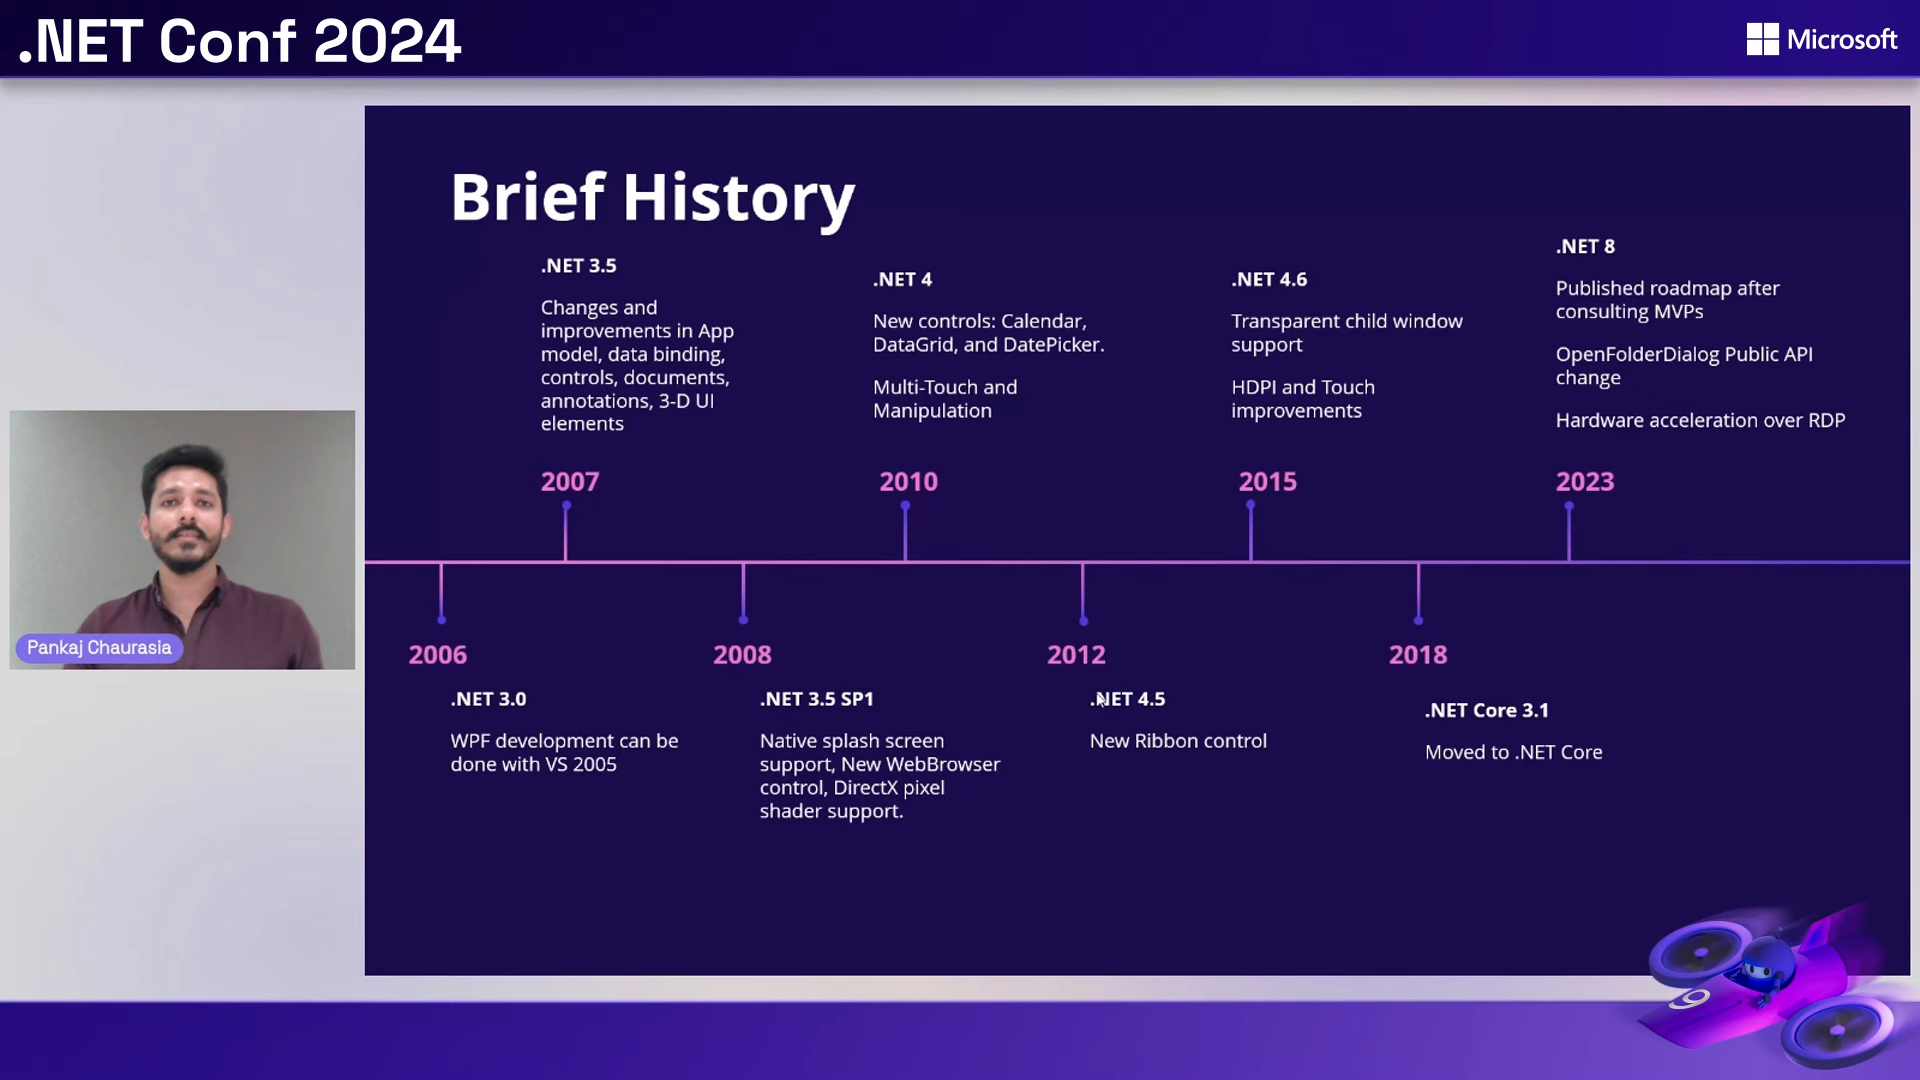 .NET Conf 2024
Microsoft
Brief History
.NET 3.5
Changes and
improvements in App
model, data binding,
controls, documents,
annotations, 3-D UI
elements
2007
.NET 4
New controls: Calendar,
DataGrid, and DatePicker.
Multi-Touch and
Manipulation
2010
.NET 4.6
Transparent child window
support
HDPI and Touch
improvements
2015
.NET 8
Published roadmap after
consulting MVPs
OpenFolderDialog Public API
change
Hardware acceleration over RDP
2023
2006
.NET 3.0
WPF development can be
done with VS 2005
2008
.NET 3.5 SP1
Native splash screen
support, New WebBrowser
control, DirectX pixel
shader support.
2012
.NET 4.5
New Ribbon control
2018
.NET Core 3.1
Moved to .NET Core
Pankaj Chaurasia
9